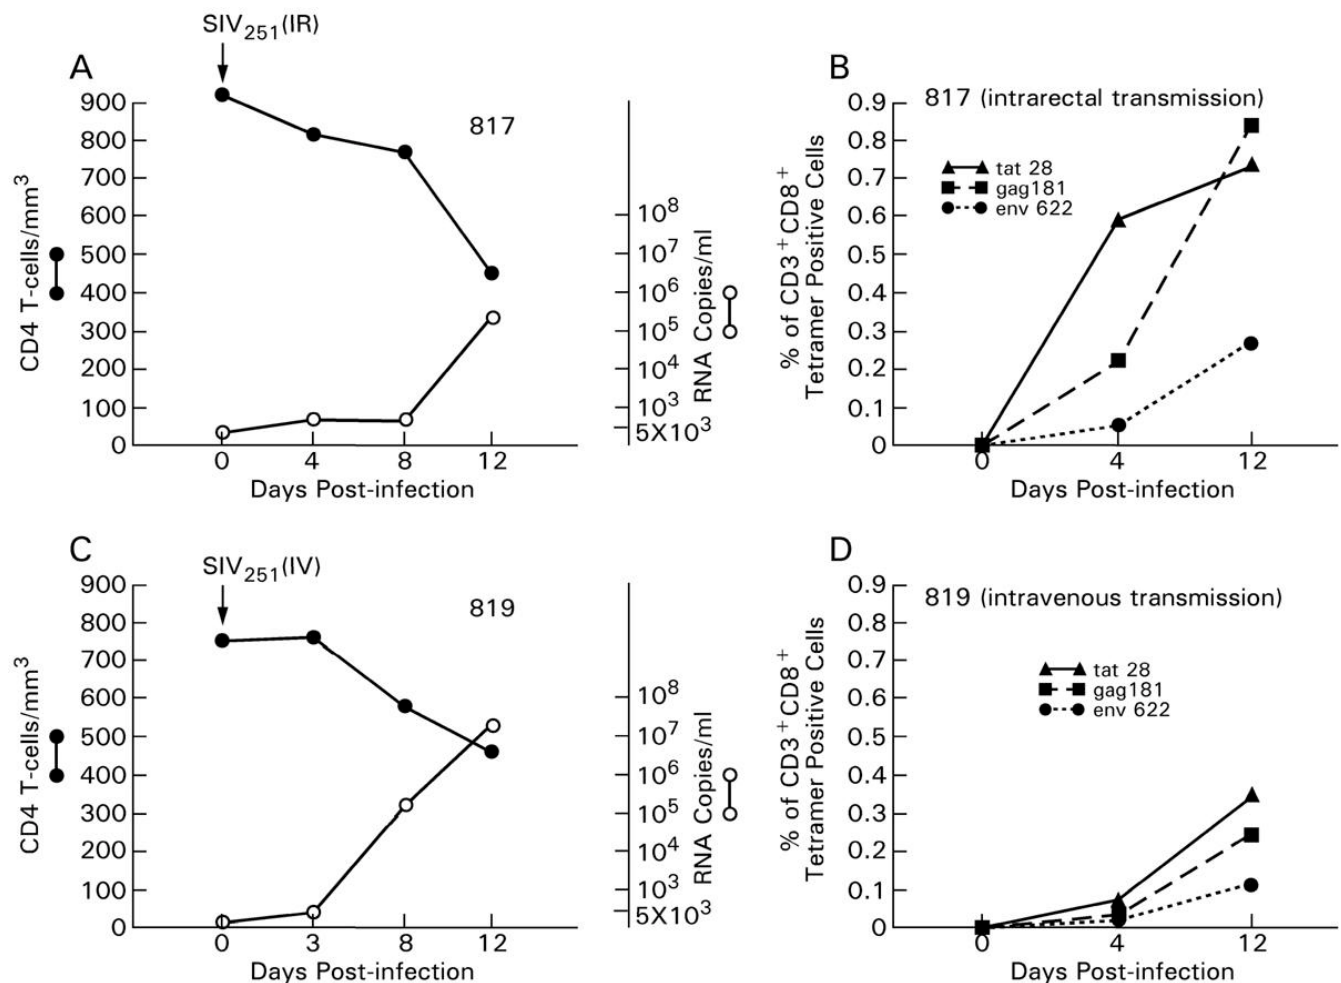 SIV251(IR)
A
817
CD4 T-cells/mm3
900
800
700
600
500
400
300
200
100
0
0 4 8 12
Days Post-infection
RNA Copies/ml
10^8
10^7
10^6
10^5
10^4
10^3
5X10^3
B
817 (intrarectal transmission)
% of CD3+CD8+
Tetramer Positive Cells
0.9
0.8
0.7
0.6
0.5
0.4
0.3
0.2
0.1
0
tat 28
gag181
env 622
0 4 12
Days Post-infection
C
SIV251(IV)
819
CD4 T-cells/mm3
900
800
700
600
500
400
300
200
100
0
0 3 8 12
Days Post-infection
RNA Copies/ml
10^8
10^7
10^6
10^5
10^4
10^3
5X10^3
D
819 (intravenous transmission)
% of CD3+CD8+
Tetramer Positive Cells
0.9
0.8
0.7
0.6
0.5
0.4
0.3
0.2
0.1
0
tat 28
gag181
env 622
0 4 12
Days Post-infection